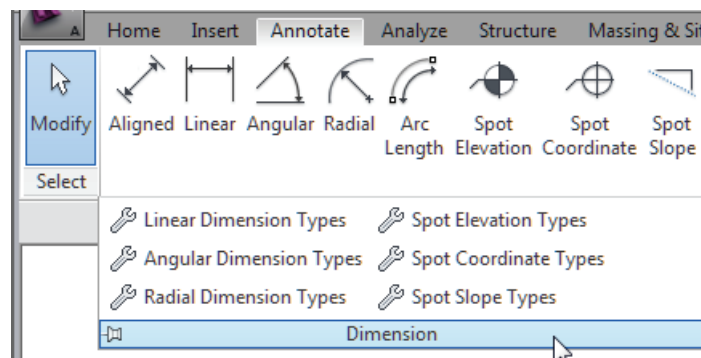 A
Home Insert Annotate Analyze Structure Massing & Si
Modify Aligned Linear Angular Radial Arc Length Spot Elevation Spot Coordinate Spot Slope
Select
Linear Dimension Types Spot Elevation Types
Angular Dimension Types Spot Coordinate Types
Radial Dimension Types Spot Slope Types
Dimension